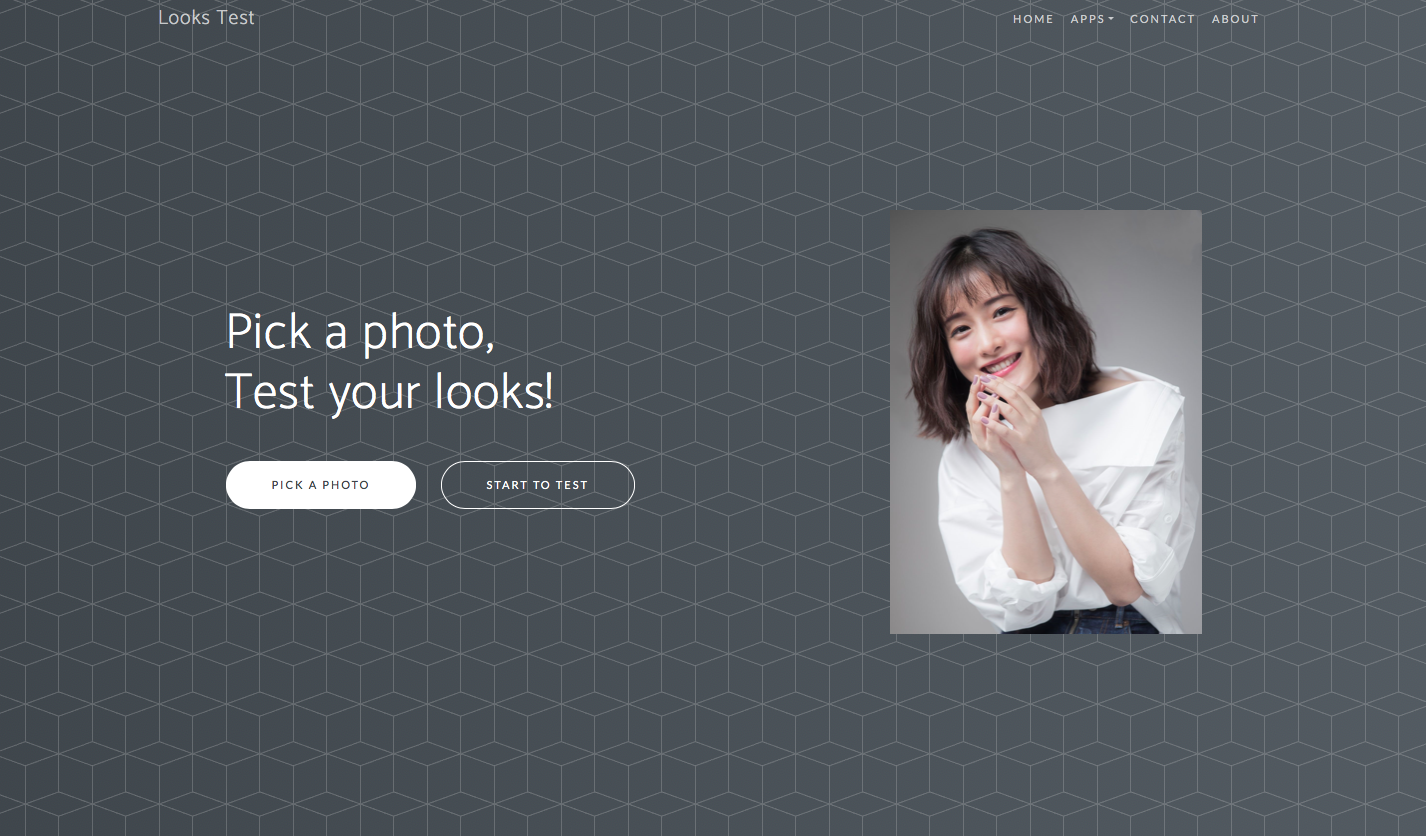 Looks Test
HOME APPS CONTACT ABOUT
Pick a photo,
Test your looks!
PICK A PHOTO
START TO TEST